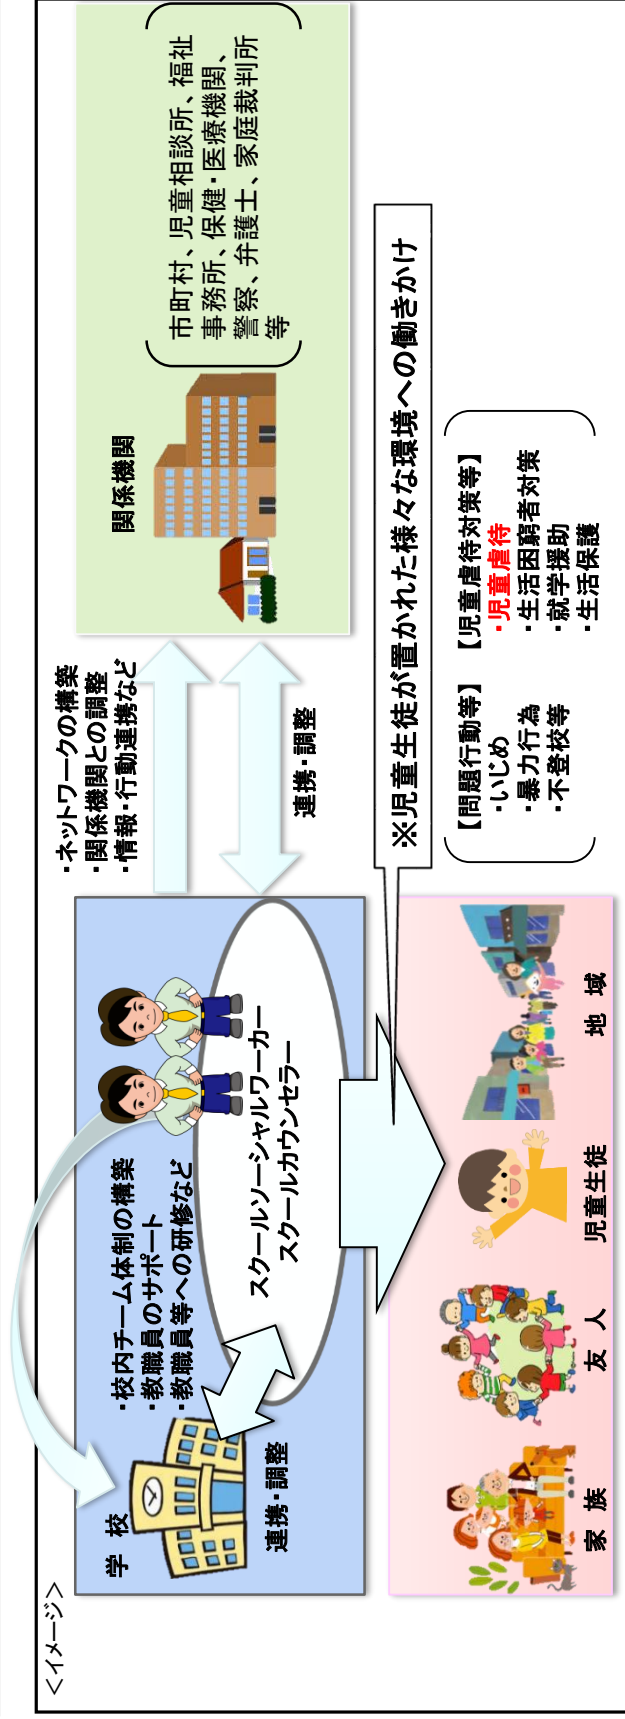 ＜イメージ＞
学　校
・校内チーム体制の構築
・教職員のサポート
・教職員等への研修など
連携・調整
スクールソーシャルワーカー
スクールカウンセラー
・ネットワークの構築
・関係機関との調整
・情報・行動連携など
連携・調整
関係機関
市町村、児童相談所、福祉
事務所、保健・医療機関、
警察、弁護士、家庭裁判所
等
※児童生徒が置かれた様々な環境への働きかけ
家　族
友　人
児童生徒
地　域
【問題行動等】
・いじめ
・暴力行為
・不登校等
【児童虐待対策等】
・児童虐待
・生活困窮者対策
・就学援助
・生活保護